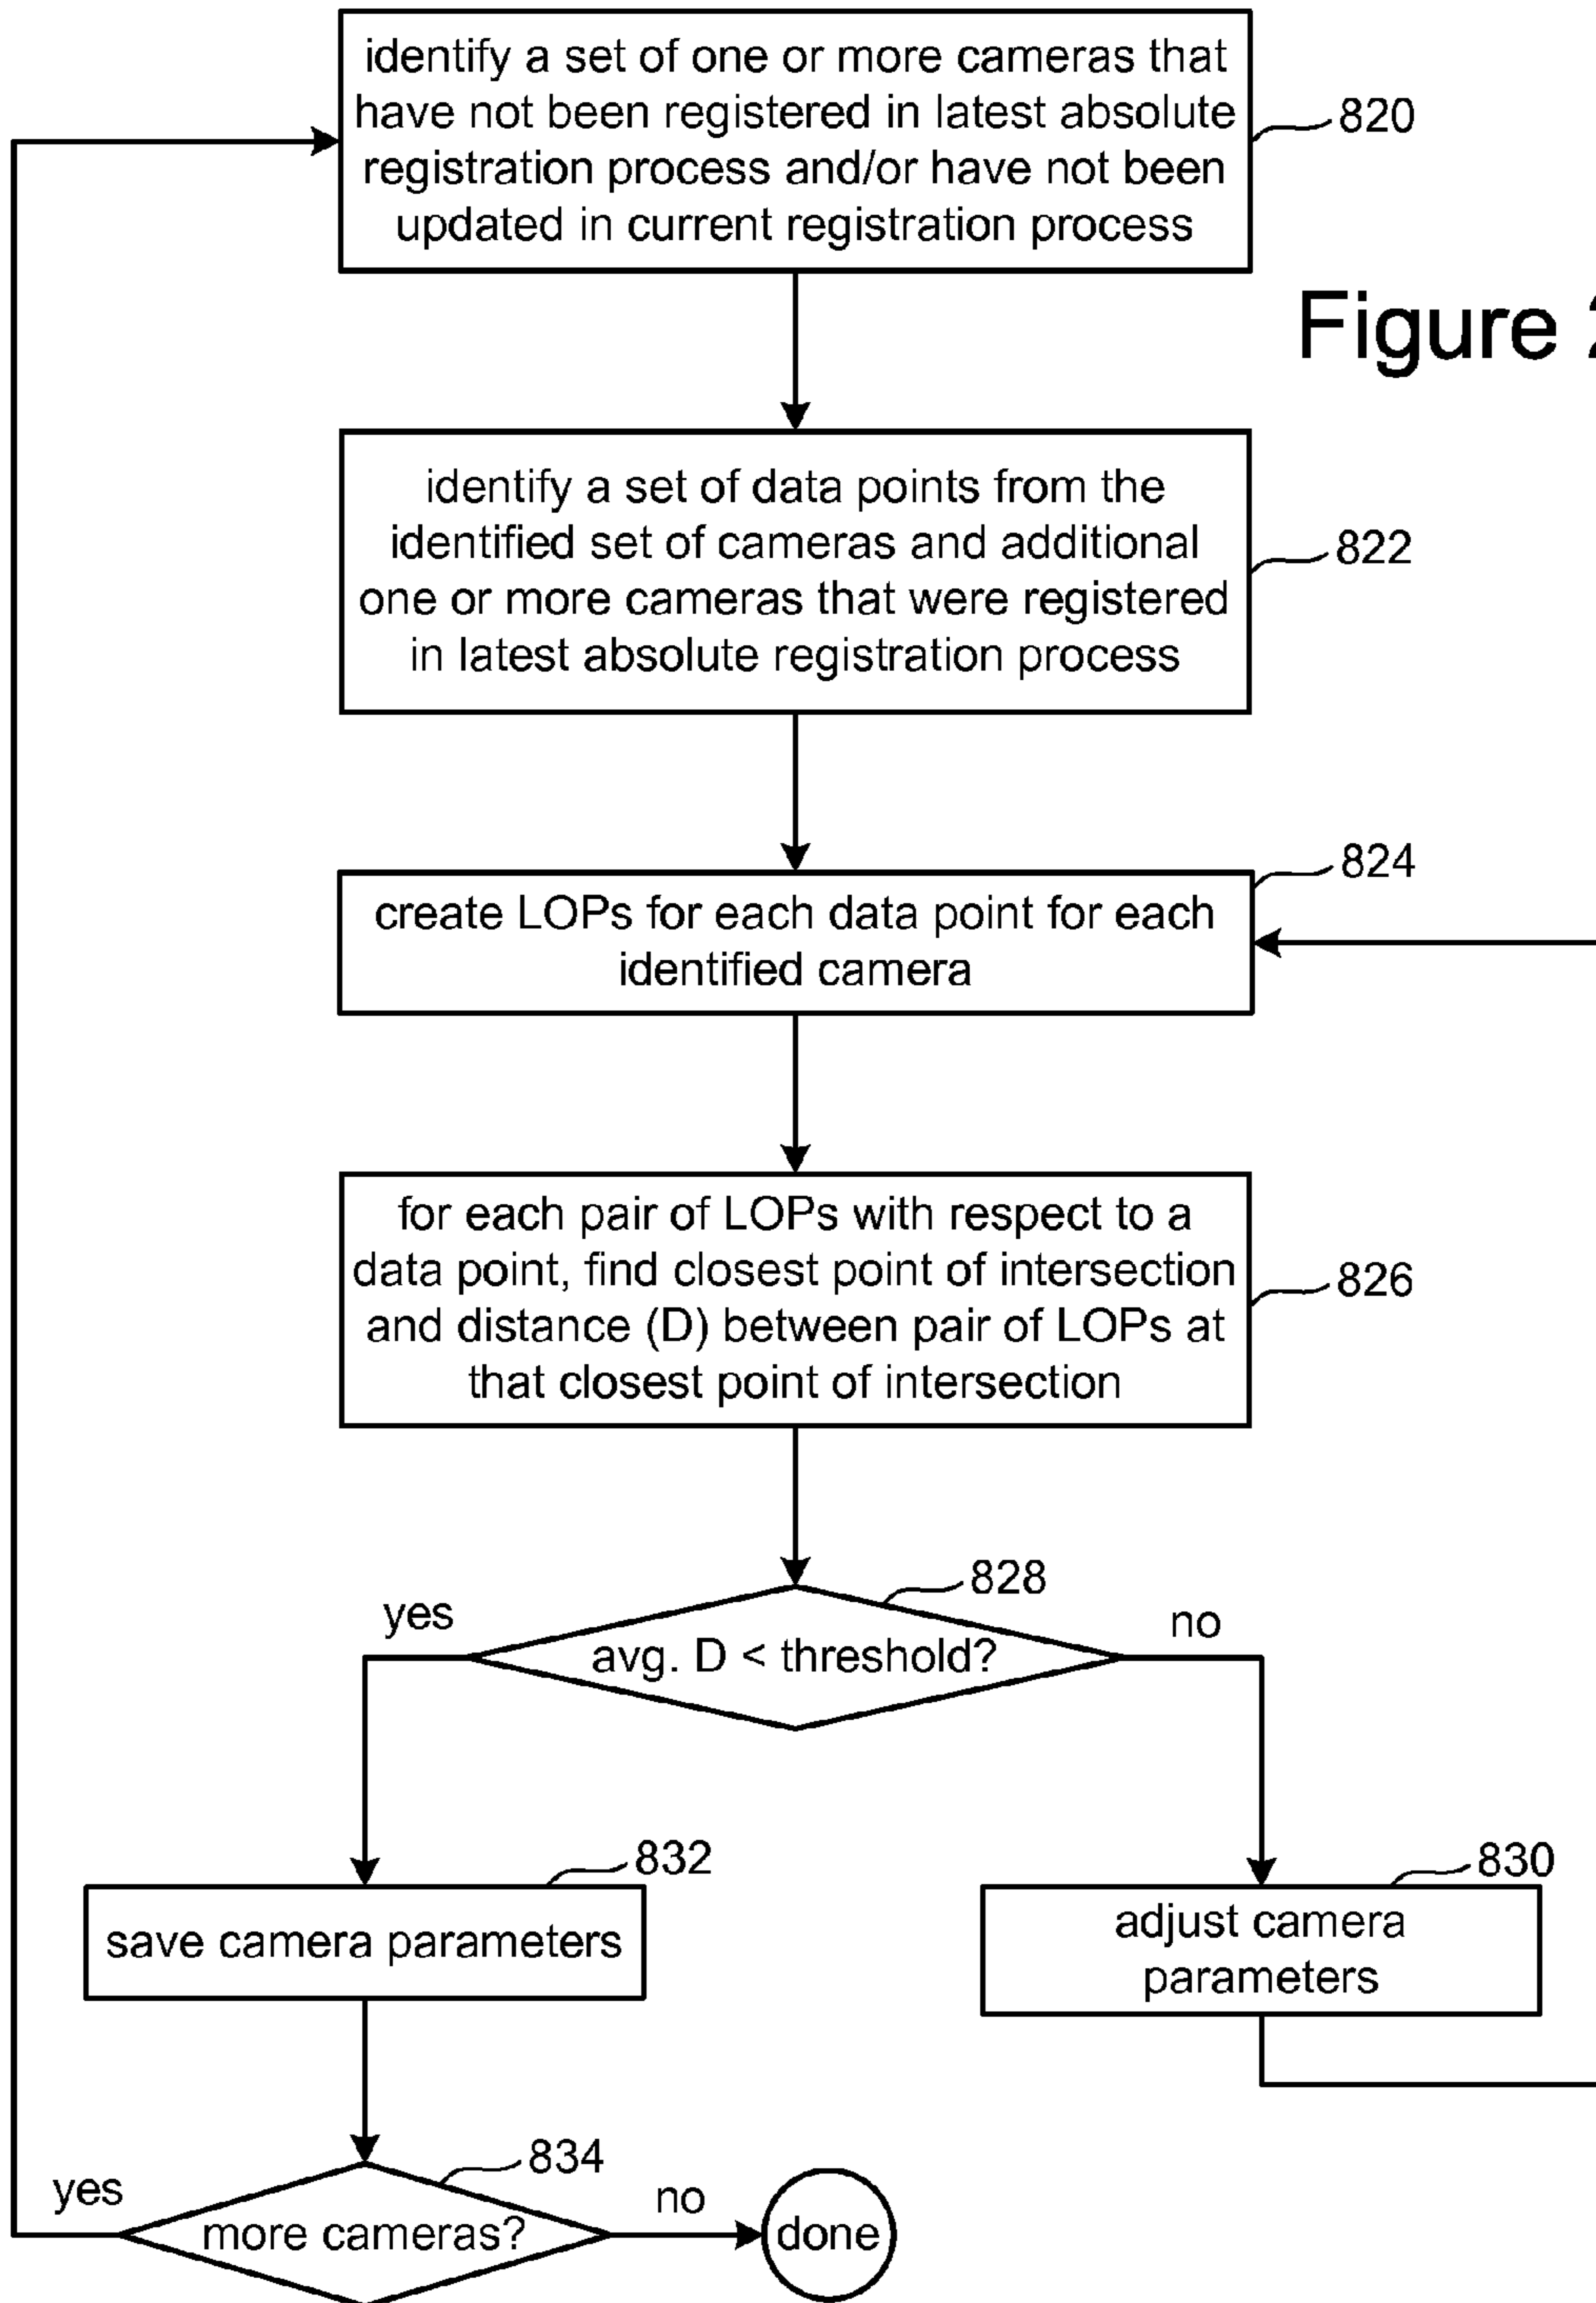 identify a set of one or more cameras that
have not been registered in latest absolute
registration process and/or have not been
updated in current registration process
820
Figure 2
identify a set of data points from the
identified set of cameras and additional
one or more cameras that were registered
in latest absolute registration process
822
824
create LOPs for each data point for each
identified camera
for each pair of LOPs with respect to a
data point, find closest point of intersection
and distance (D) between pair of LOPs at
that closest point of intersection
826
828
yes
avg. D < threshold?
no
832
save camera parameters
830
adjust camera
parameters
834
yes
more cameras?
no
done